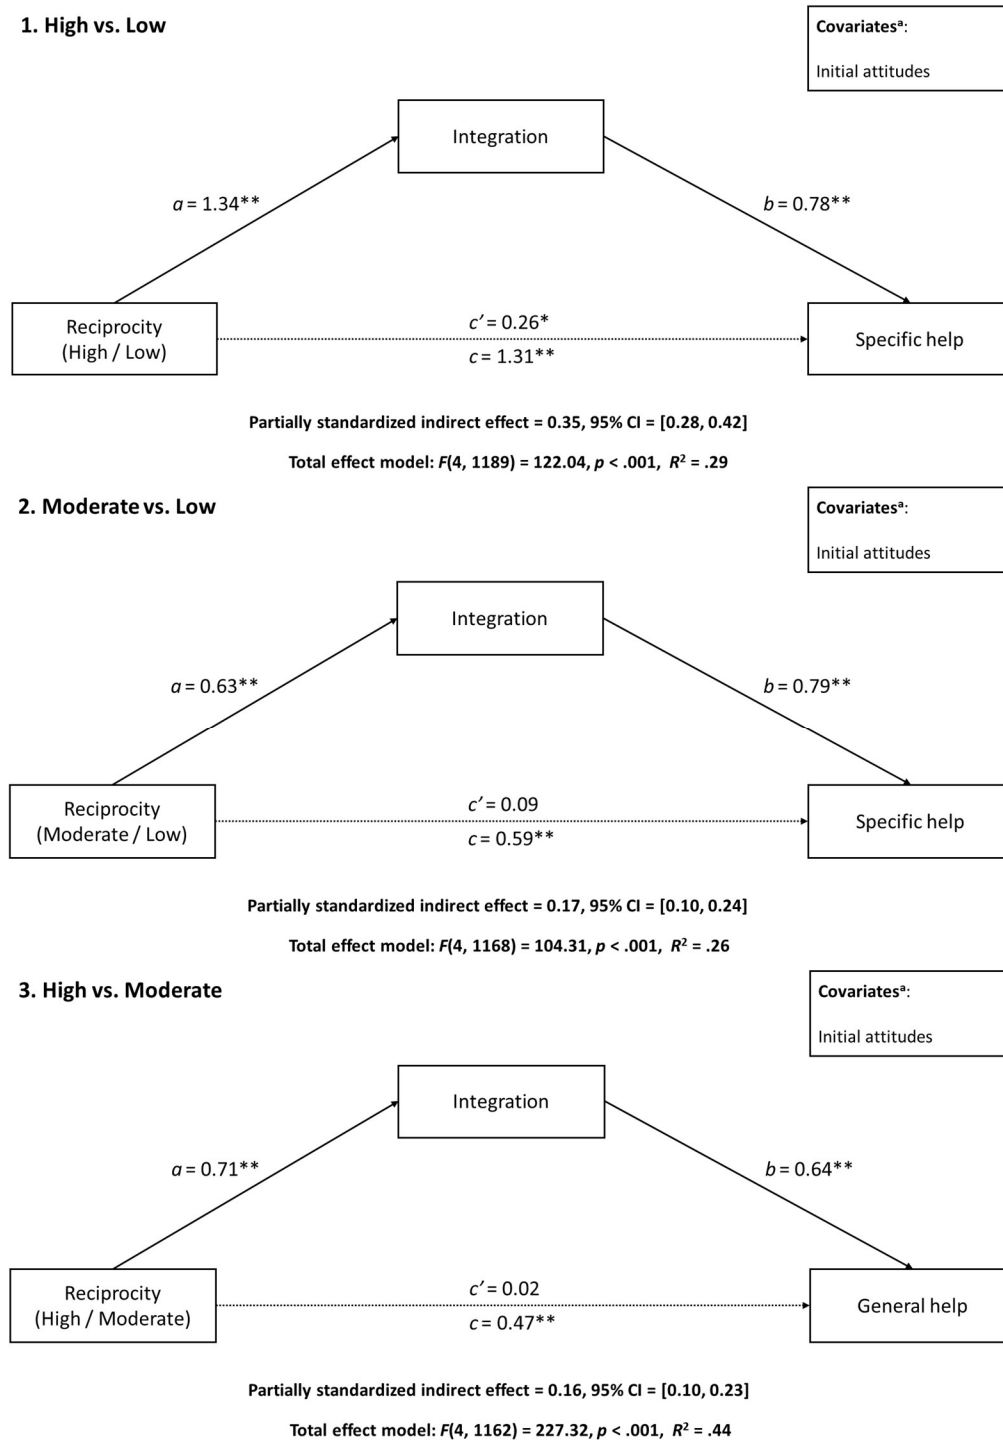 1. High vs. Low
Covariatesᵃ:
Initial attitudes
Integration
a = 1.34**
b = 0.78**
Reciprocity
(High / Low)
c′ = 0.26*
c = 1.31**
Specific help
Partially standardized indirect effect = 0.35, 95% CI = [0.28, 0.42]
Total effect model: F(4, 1189) = 122.04, p < .001, R² = .29
2. Moderate vs. Low
Covariatesᵃ:
Initial attitudes
Integration
a = 0.63**
b = 0.79**
Reciprocity
(Moderate / Low)
c′ = 0.09
c = 0.59**
Specific help
Partially standardized indirect effect = 0.17, 95% CI = [0.10, 0.24]
Total effect model: F(4, 1168) = 104.31, p < .001, R² = .26
3. High vs. Moderate
Covariatesᵃ:
Initial attitudes
Integration
a = 0.71**
b = 0.64**
Reciprocity
(High / Moderate)
c′ = 0.02
c = 0.47**
General help
Partially standardized indirect effect = 0.16, 95% CI = [0.10, 0.23]
Total effect model: F(4, 1162) = 227.32, p < .001, R² = .44